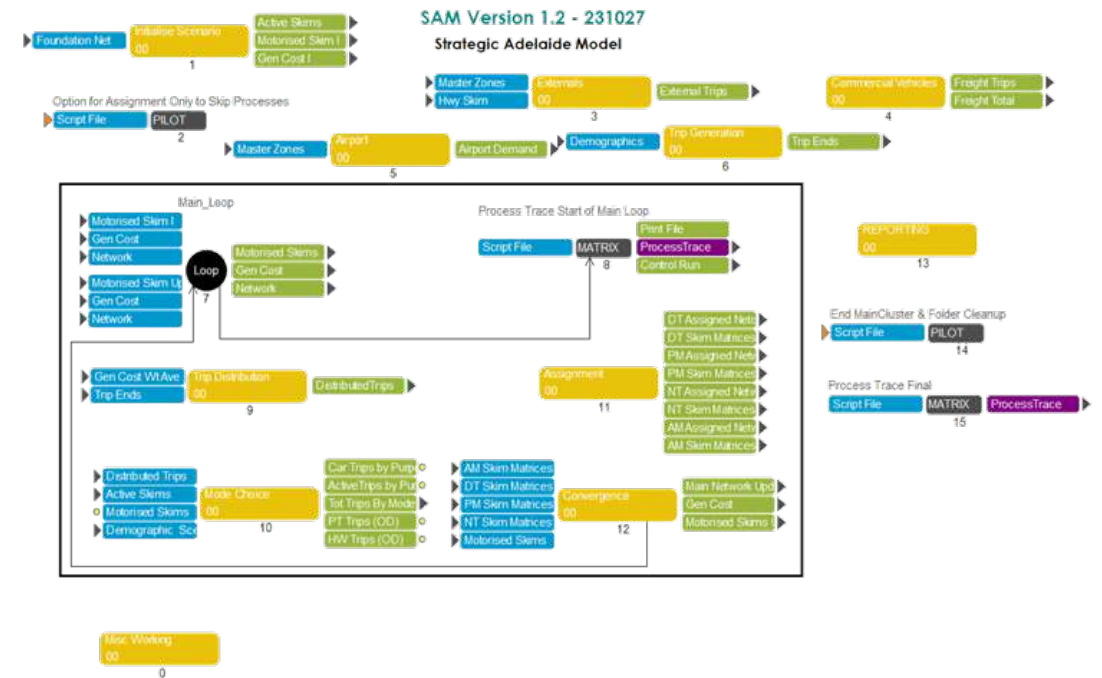 SAM Version 1.2 - 231027
Strategic Adelaide Model
Foundation Net
Initialise Scenario
00
Active Skims
Motorised Skim I
Gen Cost I
1
Option for Assignment Only to Skip Processes
Script File
PILOT
2
Master Zones
Hwy Skim
Externals
00
External Trips
3
Commercial Vehicles
00
Freight Trips
Freight Total
4
Master Zones
Airport
00
Airport Demand
5
Demographics
Trip Generation
00
Trip Ends
6
Main_Loop
Motorised Skim I
Gen Cost
Network
Motorised Skim Up
Gen Cost
Network
Loop
7
Motorised Skims
Gen Cost
Network
Process Trace Start of Main Loop
Script File
MATRIX
8
Print File
ProcessTrace
Control Run
REPORTING
00
13
End MainCluster & Folder Cleanup
Script File
PILOT
14
Process Trace Final
Script File
MATRIX
ProcessTrace
15
Gen Cost Wt Ave
Trip Ends
Trip Distribution
00
DistributedTrips
9
Assignment
00
11
DT Assigned Netw
DT Skim Matrices
PM Assigned Netw
PM Skim Matrices
NT Assigned Netw
NT Skim Matrices
AM Assigned Netw
AM Skim Matrices
Distributed Trips
Active Skims
Motorised Skims
Demographic_Sce
Mode Choice
00
10
Car Trips by Purpo
ActiveTrips by Pur
Tot Trips By Mode
PT Trips (OD)
HW Trips (OD)
AM Skim Matrices
DT Skim Matrices
PM Skim Matrices
NT Skim Matrices
Motorised Skims
Convergence
00
12
Main Network Upd
Gen Cost
Motorised Skims
Misc Working
00
0